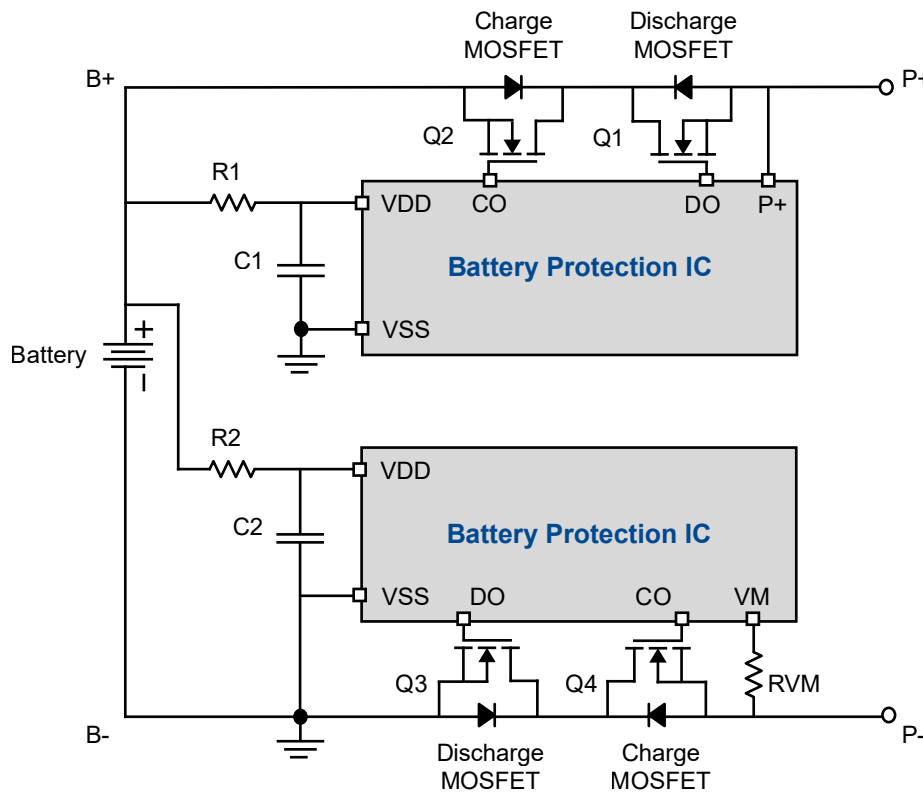 Charge
MOSFET
Discharge
MOSFET
B+
P+
Q2
Q1
R1
VDD
CO
DO
P+
C1
Battery Protection IC
VSS
+
Battery
R2
VDD
C2
Battery Protection IC
VSS
DO
CO
VM
Q3
Q4
RVM
B-
P-
Discharge
MOSFET
Charge
MOSFET